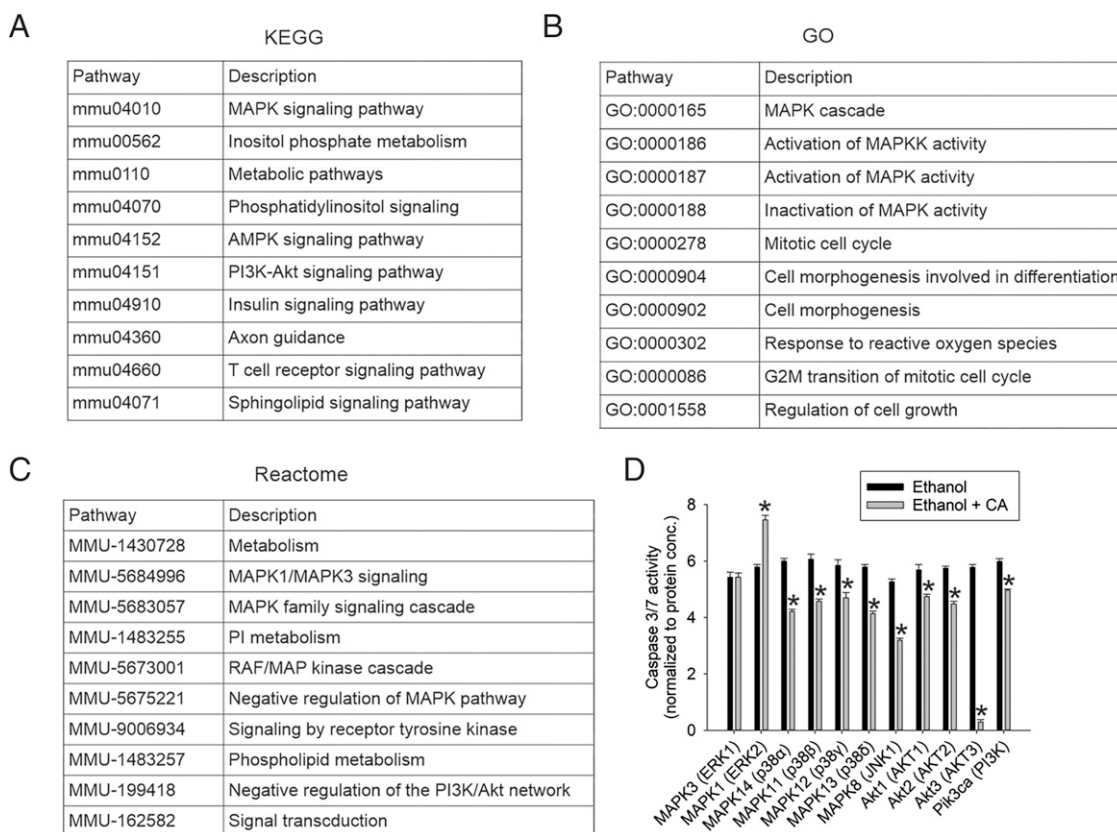 A
KEGG
Pathway Description
mmu04010 MAPK signaling pathway
mmu00562 Inositol phosphate metabolism
mmu0110 Metabolic pathways
mmu04070 Phosphatidylinositol signaling
mmu04152 AMPK signaling pathway
mmu04151 PI3K-Akt signaling pathway
mmu04910 Insulin signaling pathway
mmu04360 Axon guidance
mmu04660 T cell receptor signaling pathway
mmu04071 Sphingolipid signaling pathway
B
GO
Pathway Description
GO:0000165 MAPK cascade
GO:0000186 Activation of MAPKK activity
GO:0000187 Activation of MAPK activity
GO:0000188 Inactivation of MAPK activity
GO:0000278 Mitotic cell cycle
GO:0000904 Cell morphogenesis involved in differentiation
GO:0000902 Cell morphogenesis
GO:0000302 Response to reactive oxygen species
GO:0000086 G2M transition of mitotic cell cycle
GO:0001558 Regulation of cell growth
C
Reactome
Pathway Description
MMU-1430728 Metabolism
MMU-5684996 MAPK1/MAPK3 signaling
MMU-5683057 MAPK family signaling cascade
MMU-1483255 PI metabolism
MMU-5673001 RAF/MAP kinase cascade
MMU-5675221 Negative regulation of MAPK pathway
MMU-9006934 Signaling by receptor tyrosine kinase
MMU-1483257 Phospholipid metabolism
MMU-199418 Negative regulation of the PI3K/Akt network
MMU-162582 Signal transcduction
D
Ethanol
Ethanol + CA
Caspase 3/7 activity
(normalized to protein conc.)
8
6
4
2
0
* * * * * * * * * *
MAPK3 (ERK1)
MAPK1 (ERK2)
MAPK14 (p38α)
MAPK11 (p38β)
MAPK12 (p38γ)
MAPK13 (p38δ)
MAPK8 (JNK1)
Akt1 (AKT1)
Akt2 (AKT2)
Akt3 (AKT3)
Pik3ca (PI3K)